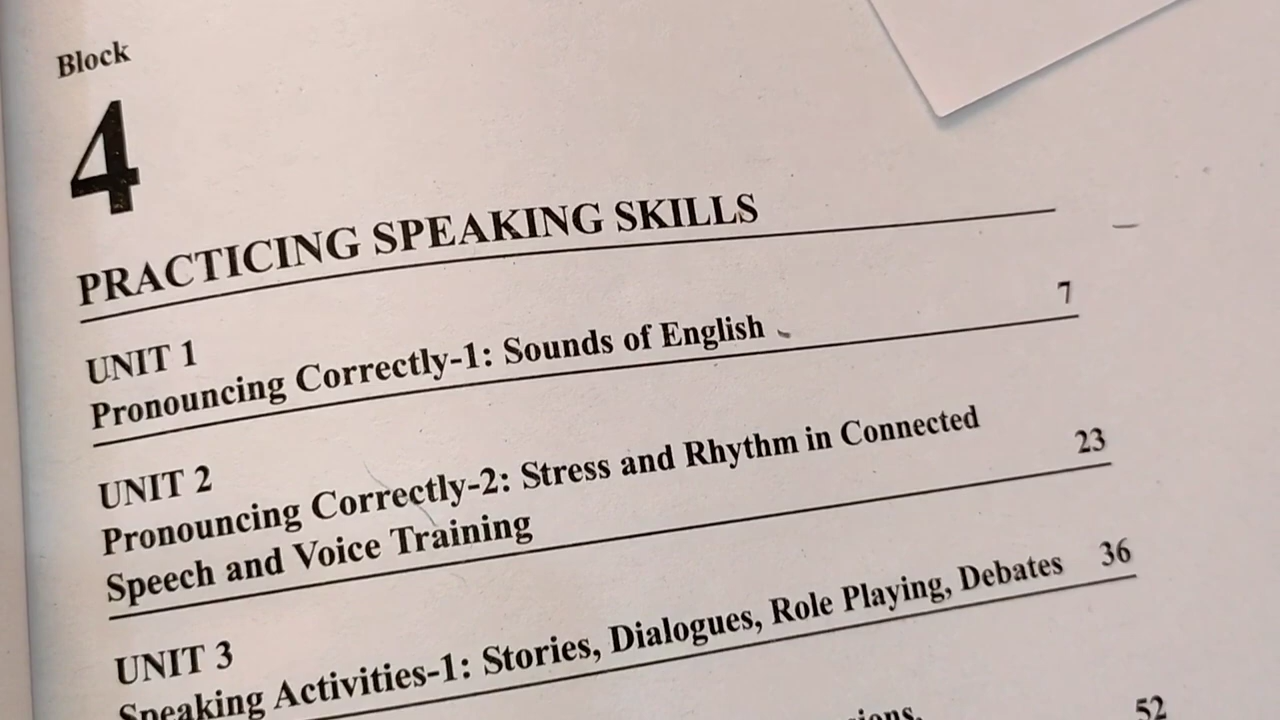 Block
4
PRACTICING SPEAKING SKILLS
UNIT 1
Pronouncing Correctly-1: Sounds of English 7
UNIT 2
Pronouncing Correctly-2: Stress and Rhythm in Connected
Speech and Voice Training 23
UNIT 3
Speaking Activities-1: Stories, Dialogues, Role Playing, Debates 36
52